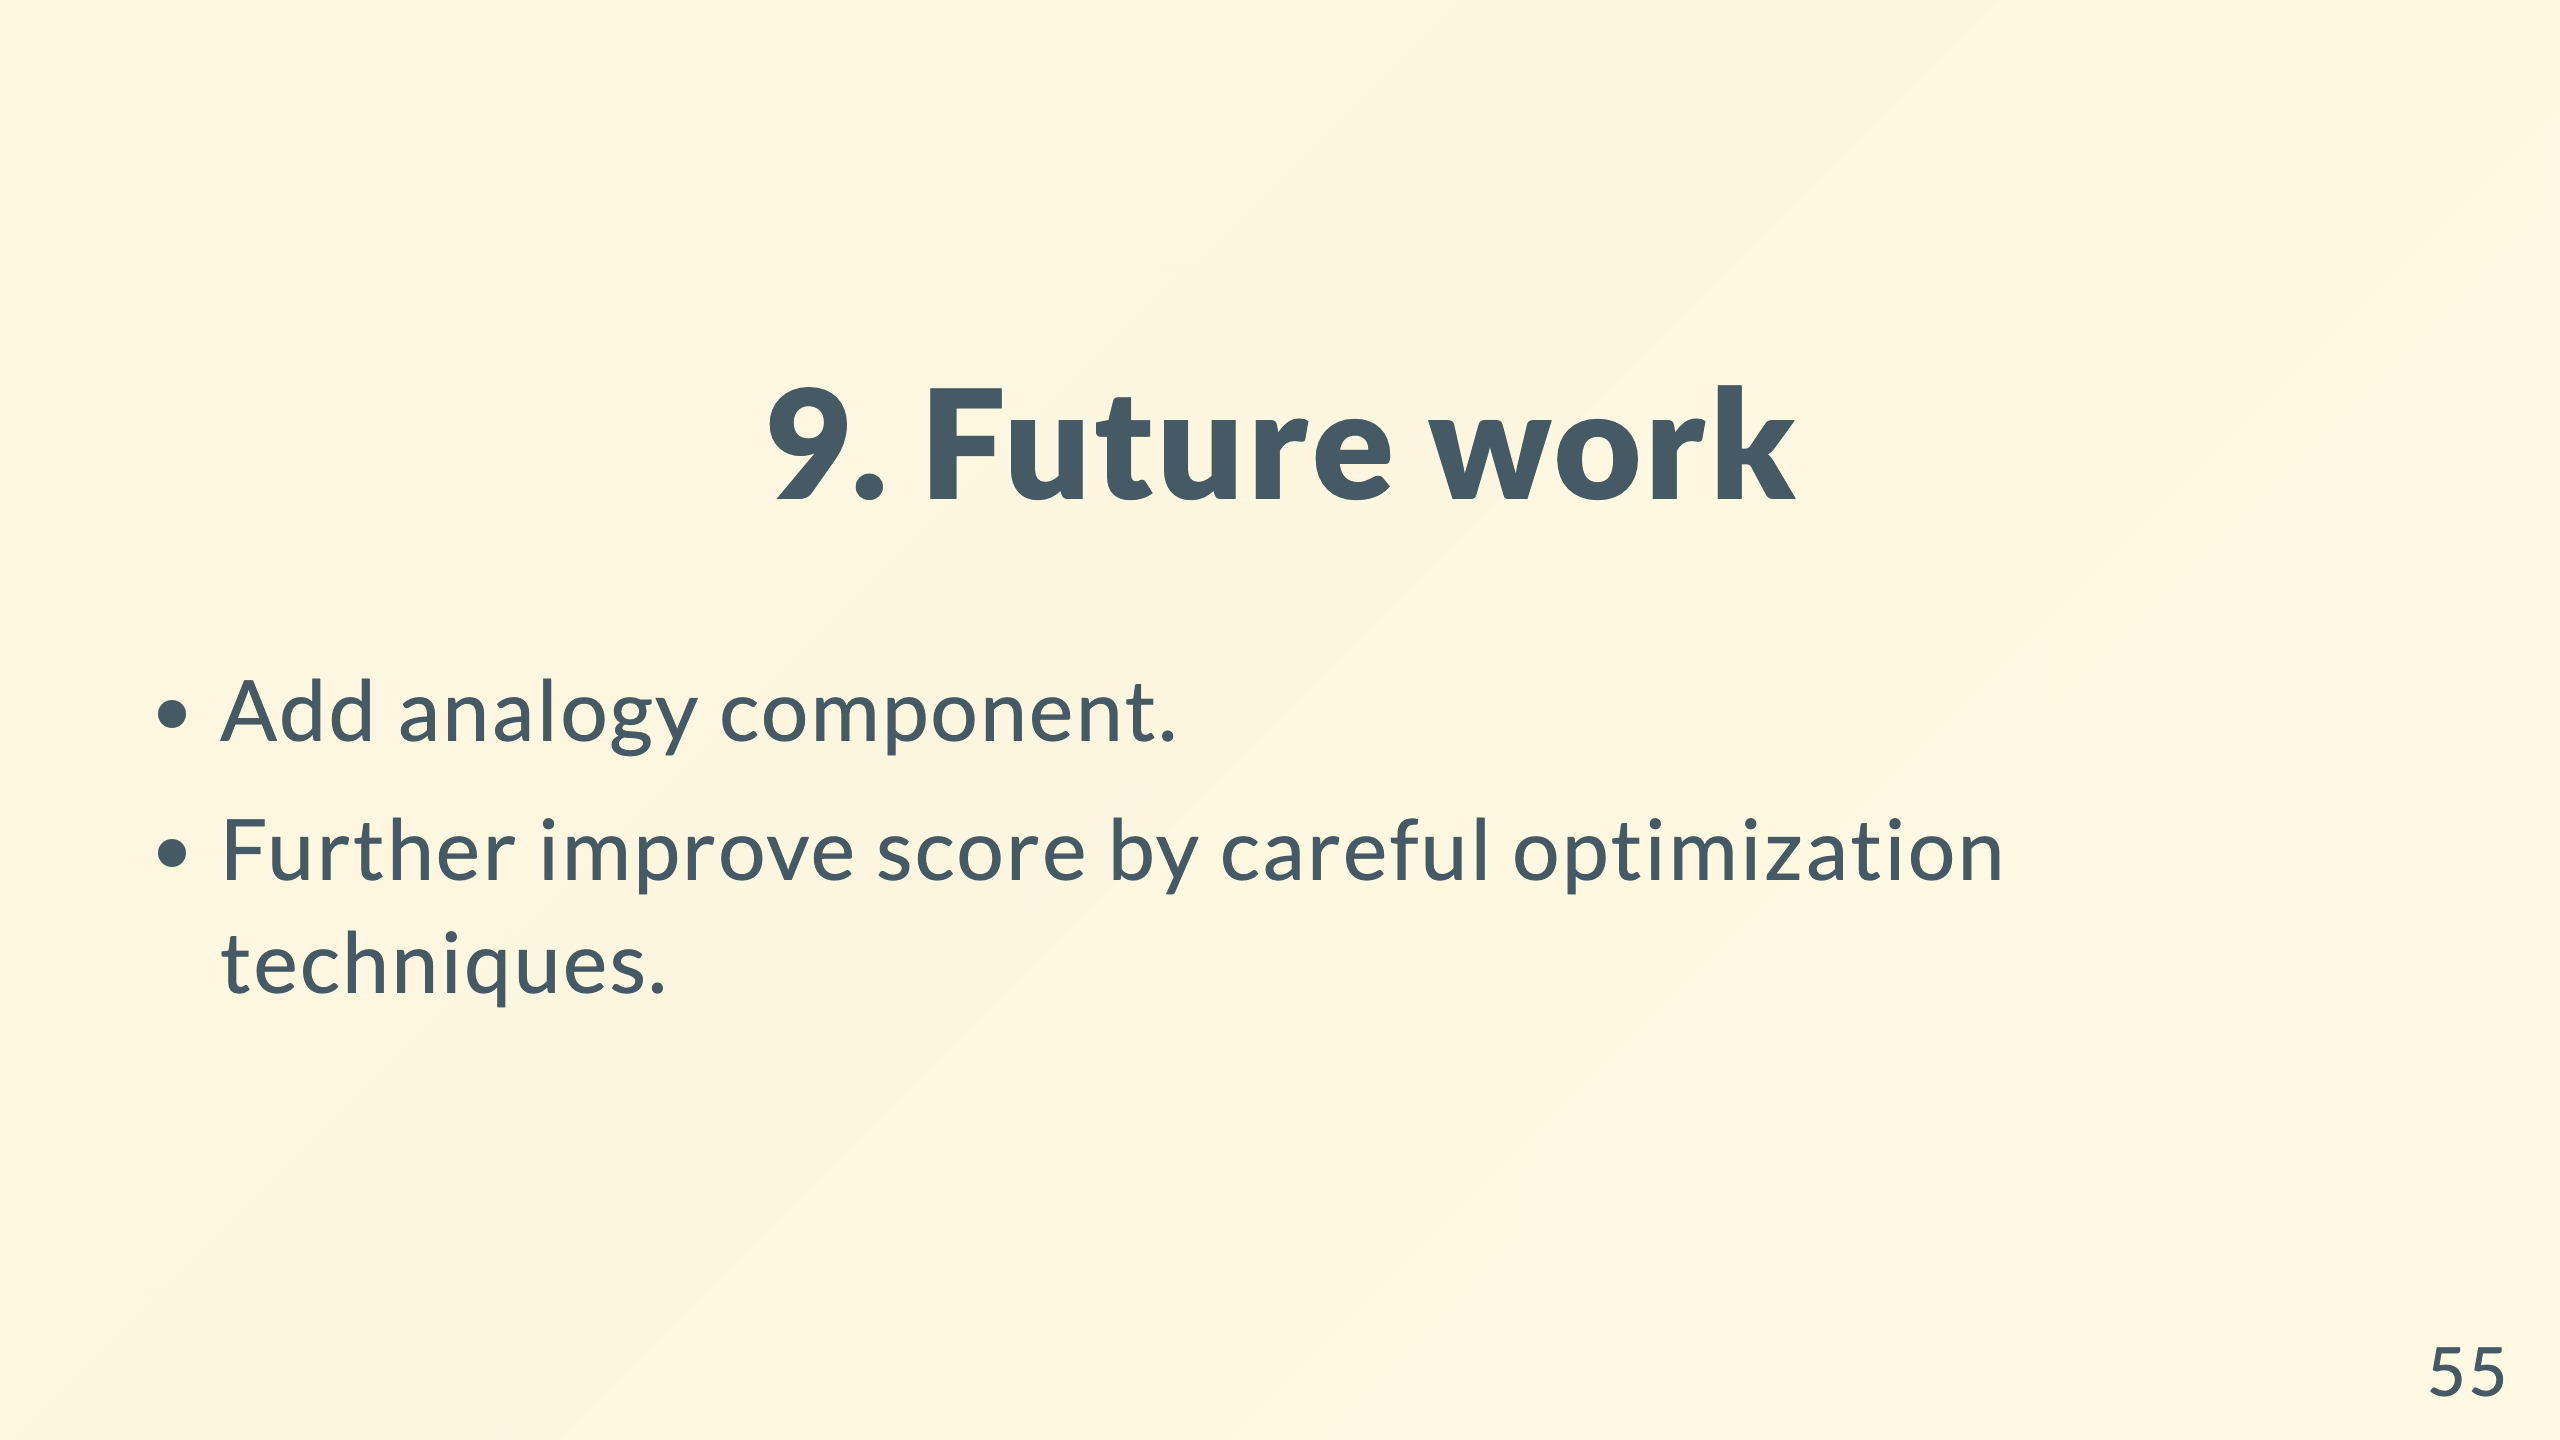 9. Future work
• Add analogy component.
• Further improve score by careful optimization
techniques.
55